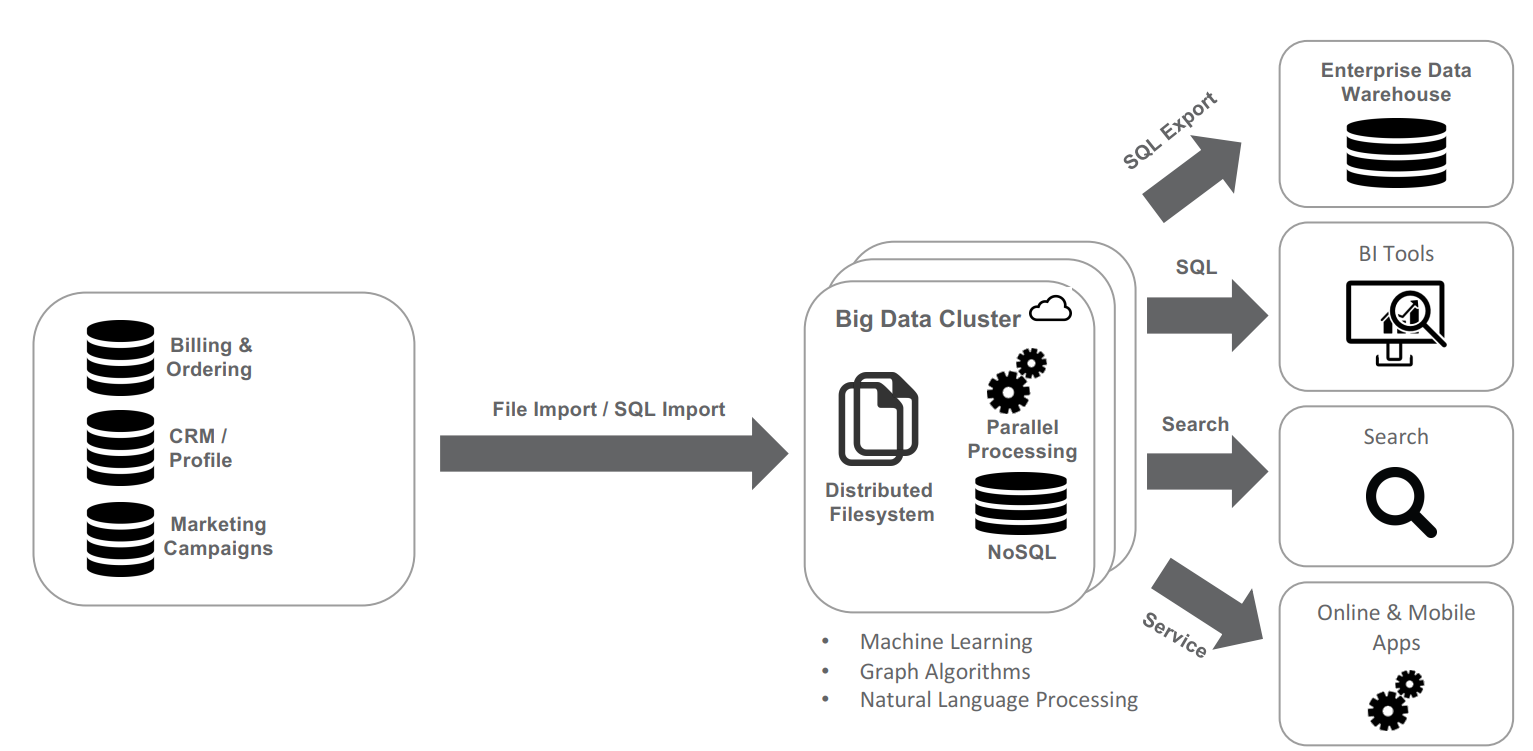 Billing &
Ordering
CRM /
Profile
Marketing
Campaigns
File Import / SQL Import
Big Data Cluster
Distributed
Filesystem
Parallel
Processing
NoSQL
• Machine Learning
• Graph Algorithms
• Natural Language Processing
SQL Export
SQL
Search
Service
Enterprise Data
Warehouse
BI Tools
Search
Online & Mobile
Apps